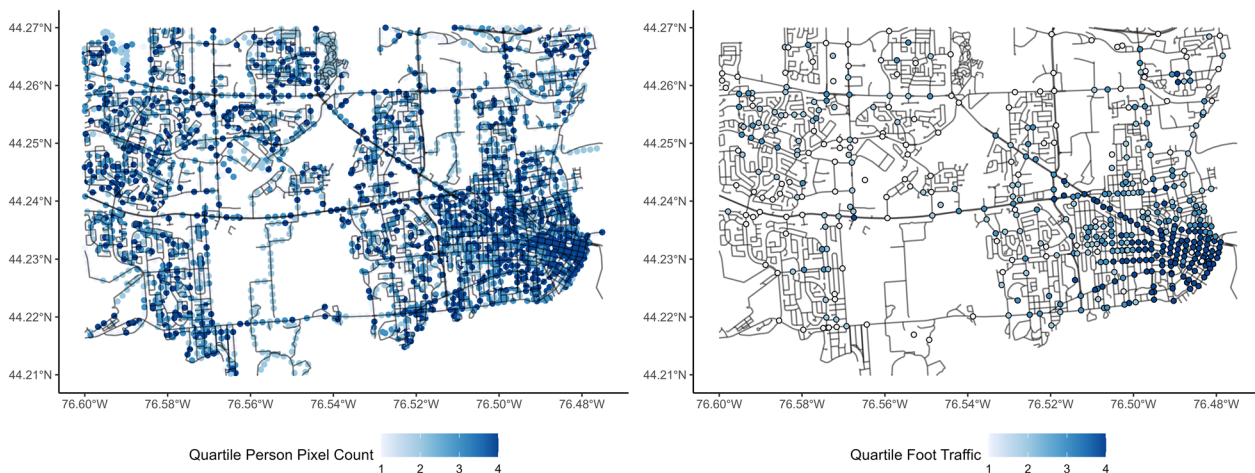 44.27°N
44.26°N
44.25°N
44.24°N
44.23°N
44.22°N
44.21°N
76.60°W 76.58°W 76.56°W 76.54°W 76.52°W 76.50°W 76.48°W
Quartile Person Pixel Count
1 2 3 4
44.27°N
44.26°N
44.25°N
44.24°N
44.23°N
44.22°N
44.21°N
76.60°W 76.58°W 76.56°W 76.54°W 76.52°W 76.50°W 76.48°W
Quartile Foot Traffic
1 2 3 4